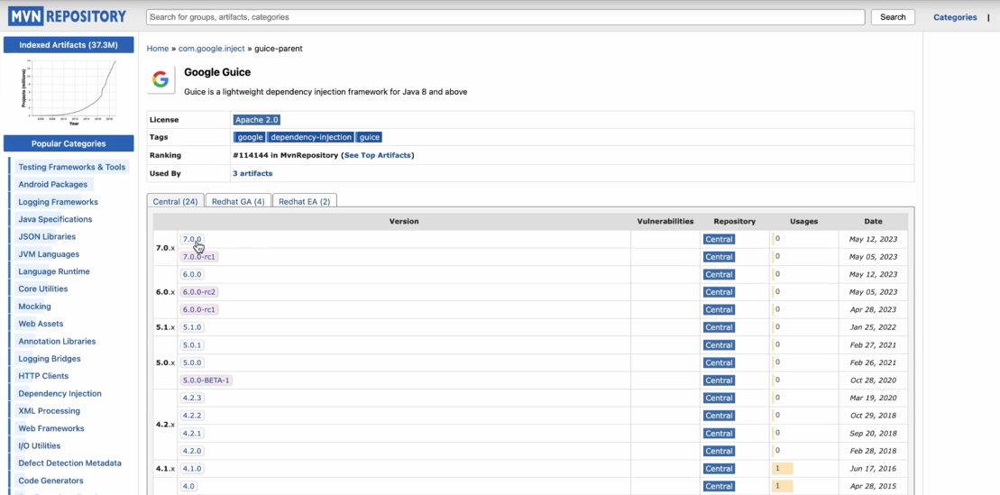 MVN REPOSITORY
Search for groups, artifacts, categories
Search
Categories
Indexed Artifacts (37.3M)
Projects (millions)
Year
Popular Categories
Testing Frameworks & Tools
Android Packages
Logging Frameworks
Java Specifications
JSON Libraries
JVM Languages
Language Runtime
Core Utilities
Mocking
Web Assets
Annotation Libraries
Logging Bridges
HTTP Clients
Dependency Injection
XML Processing
Web Frameworks
I/O Utilities
Defect Detection Metadata
Code Generators
Home » com.google.inject » guice-parent
Google Guice
Guice is a lightweight dependency injection framework for Java 8 and above
License Apache 2.0
Tags google dependency-injection guice
Ranking #114144 in MvnRepository (See Top Artifacts)
Used By 3 artifacts
Central (24) Redhat GA (4) Redhat EA (2)
Version Vulnerabilities Repository Usages Date
7.0.x
7.0.0 Central 0 May 12, 2023
7.0.0-rc1 Central 0 May 05, 2023
6.0.x
6.0.0 Central 0 May 12, 2023
6.0.0-rc2 Central 0 May 05, 2023
6.0.0-rc1 Central 0 Apr 28, 2023
5.1.x 5.1.0 Central 0 Jan 25, 2022
5.0.x
5.0.1 Central 0 Feb 27, 2021
5.0.0 Central 0 Feb 26, 2021
5.0.0-BETA-1 Central 0 Oct 28, 2020
4.2.x
4.2.3 Central 0 Mar 19, 2020
4.2.2 Central 0 Oct 29, 2018
4.2.1 Central 0 Sep 20, 2018
4.2.0 Central 0 Feb 28, 2018
4.1.x 4.1.0 Central 1 Jun 17, 2016
4.0 Central 1 Apr 28, 2015